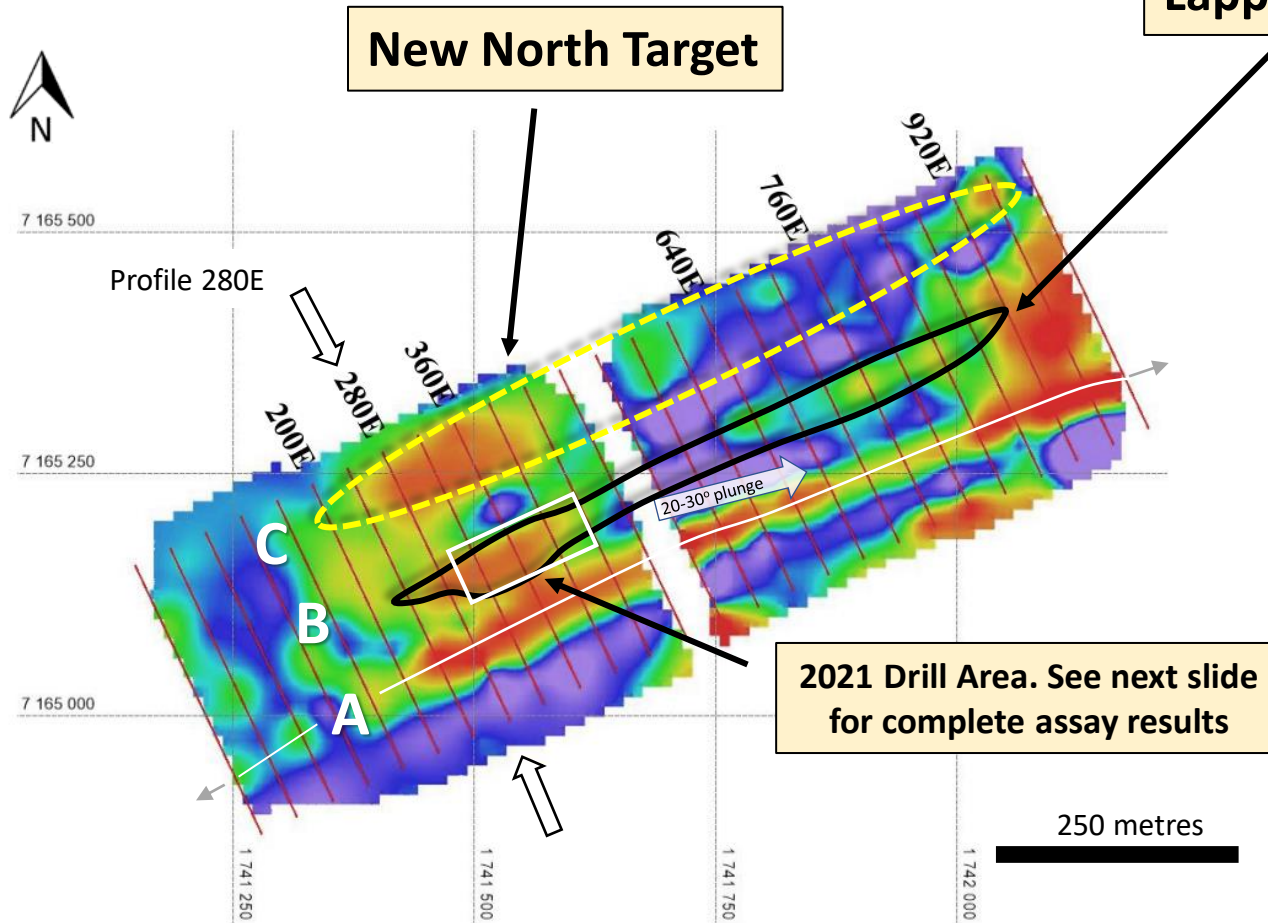 New North Target
N
920E
760E
640E
7 165 500
Profile 280E
360E
280E
200E
7 165 250
20-30º plunge
C
B
A
7 165 000
2021 Drill Area. See next slide
for complete assay results
250 metres
1 741 250
1 741 500
1 741 750
1 742 000